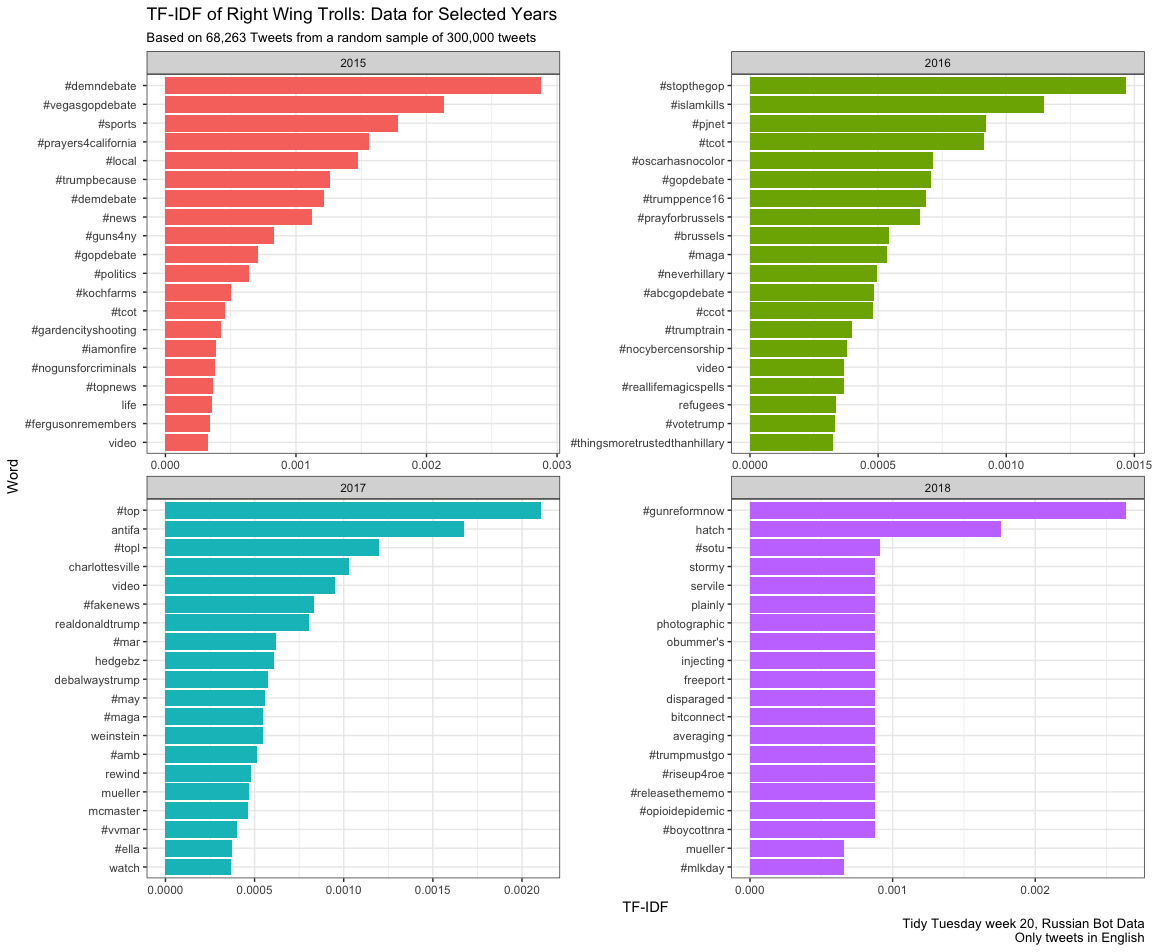 TF-IDF of Right Wing Trolls: Data for Selected Years
Based on 68,263 Tweets from a random sample of 300,000 tweets
2015
#demndebate
#vegasgopdebate
#sports
#prayers4california
#local
#trumpbecause
#demdebate
#news
#guns4ny
#gopdebate
#politics
#kochfarms
#tcot
#gardencityshooting
#iamonfire
#nogunsforcriminals
#topnews
life
#fergusonremembers
video
0.000 0.001 0.002 0.003
2016
#stopthegop
#islamkills
#pjnet
#tcot
#oscarhasnocolor
#gopdebate
#trumppence16
#prayforbrussels
#brussels
#maga
#neverhillary
#abcgopdebate
#ccot
#trumptrain
#nocybercensorship
video
#reallifemagicspells
refugees
#votetrump
#thingsmoretrustedthanhillary
0.0000 0.0005 0.0010 0.0015
Word
2017
#top
antifa
#topl
charlottesville
video
#fakenews
realdonaldtrump
#mar
hedgebz
debalwaystrump
#may
#maga
weinstein
#amb
rewind
mueller
mcmaster
#vvmar
#ella
watch
0.0000 0.0005 0.0010 0.0015 0.0020
2018
#gunreformnow
hatch
#sotu
stormy
servile
plainly
photographic
obummer's
injecting
freeport
disparaged
bitconnect
averaging
#trumpmustgo
#riseup4roe
#releasethememo
#opioidepidemic
#boycottnra
mueller
#mlkday
0.000 0.001 0.002
TF-IDF
Tidy Tuesday week 20, Russian Bot Data
Only tweets in English